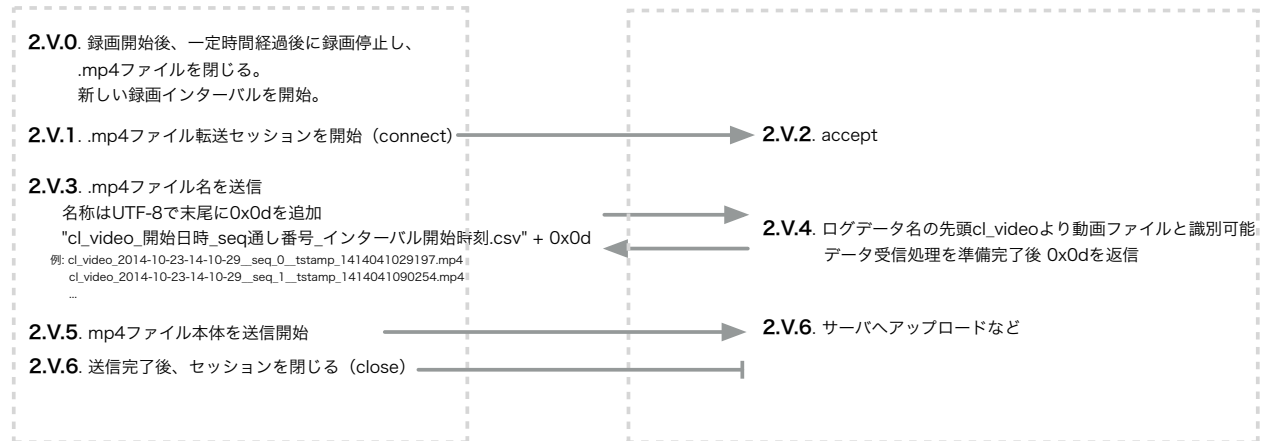 2.V.0. 録画開始後、一定時間経過後に録画停止し、
.mp4ファイルを閉じる。
新しい録画インターバルを開始。
2.V.1. .mp4ファイル転送セッションを開始（connect）
2.V.2. accept
2.V.3. .mp4ファイル名を送信
名称はUTF-8で末尾に0x0dを追加
"cl_video_開始日時_seq通し番号_インターバル開始時刻.csv" + 0x0d
例: cl_video_2014-10-23-14-10-29__seq_0__tstamp_1414041029197.mp4
cl_video_2014-10-23-14-10-29__seq_1__tstamp_1414041090254.mp4
...
2.V.4. ログデータ名の先頭cl_videoより動画ファイルと識別可能
データ受信処理を準備完了後 0x0dを返信
2.V.5. mp4ファイル本体を送信開始
2.V.6. サーバへアップロードなど
2.V.6. 送信完了後、セッションを閉じる（close）